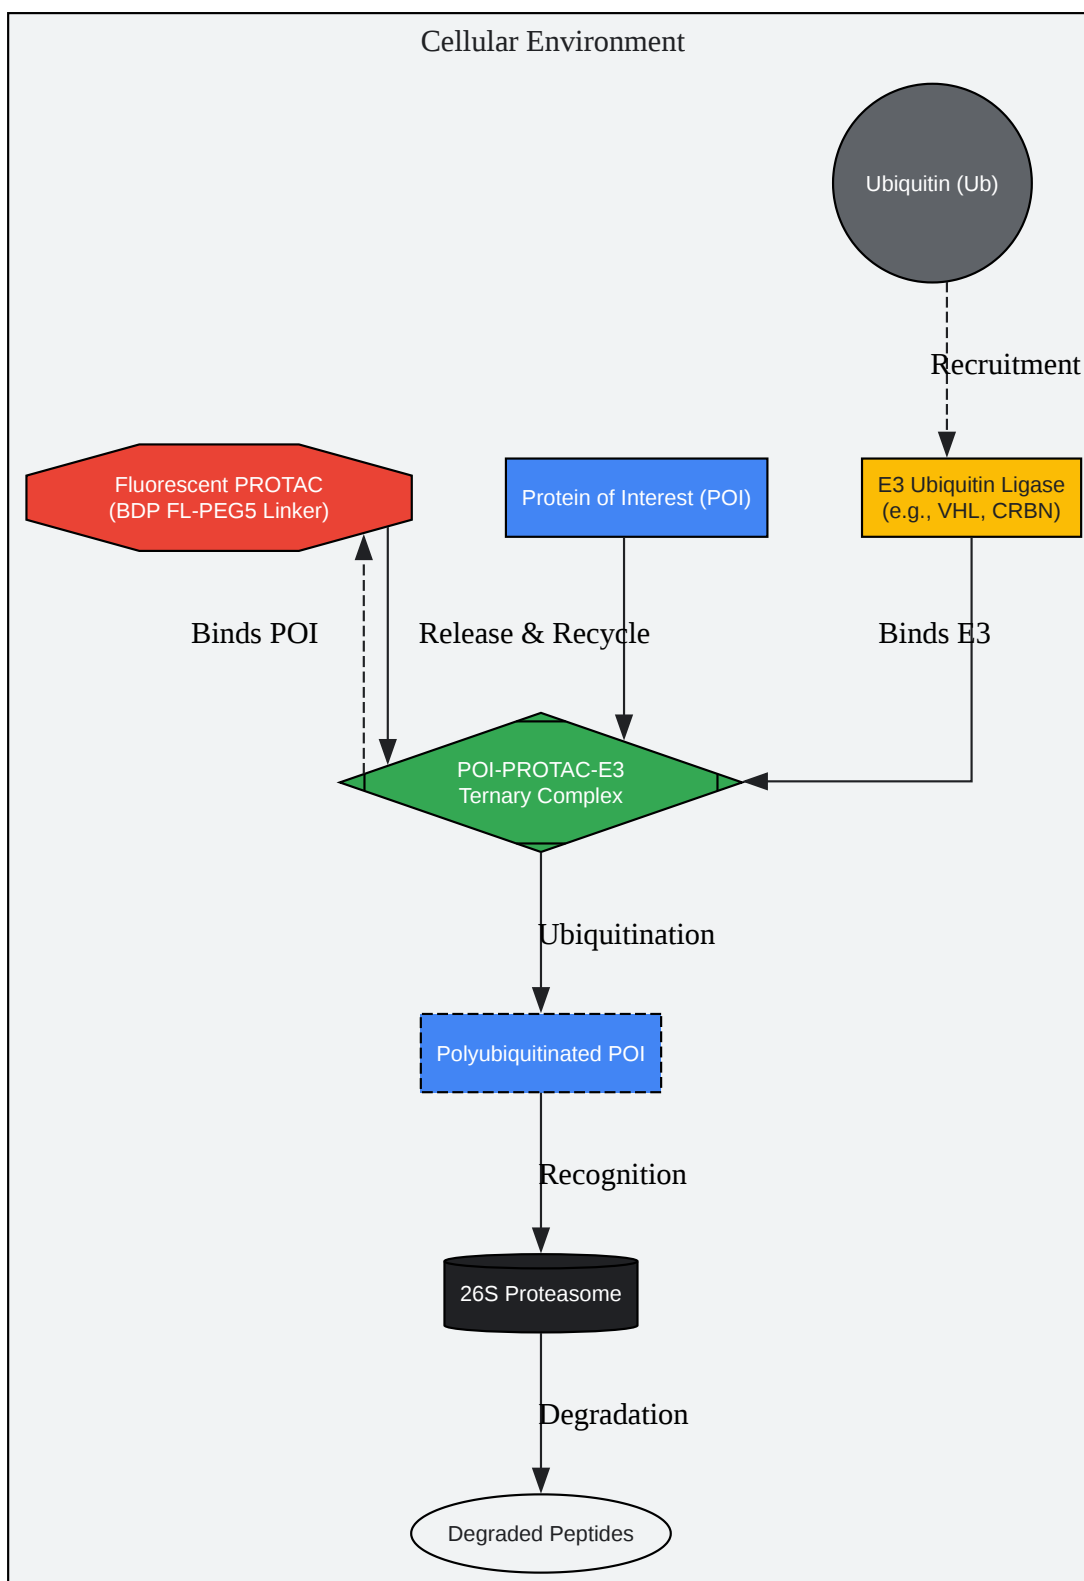 Cellular Environment
Ubiquitin (Ub)
Recruitment
Fluorescent PROTAC
(BDP FL-PEG5 Linker)
Protein of Interest (POI)
E3 Ubiquitin Ligase
(e.g., VHL, CRBN)
Binds POI
Release & Recycle
Binds E3
POI-PROTAC-E3
Ternary Complex
Ubiquitination
Polyubiquitinated POI
Recognition
26S Proteasome
Degradation
Degraded Peptides